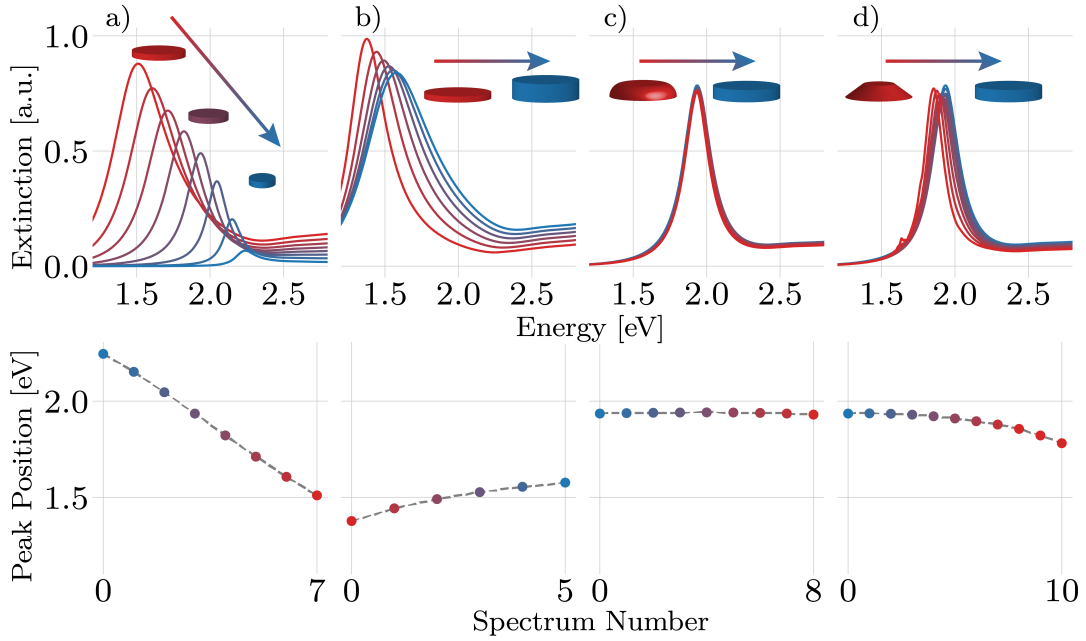 a) b) c) d)
Extinction [a.u.]
1.0
0.5
0.0
1.5 2.0 2.5 1.5 2.0 2.5 1.5 2.0 2.5 1.5 2.0 2.5
Energy [eV]
Peak Position [eV]
2.0
1.5
0 7 0 5 0 8 0 10
Spectrum Number